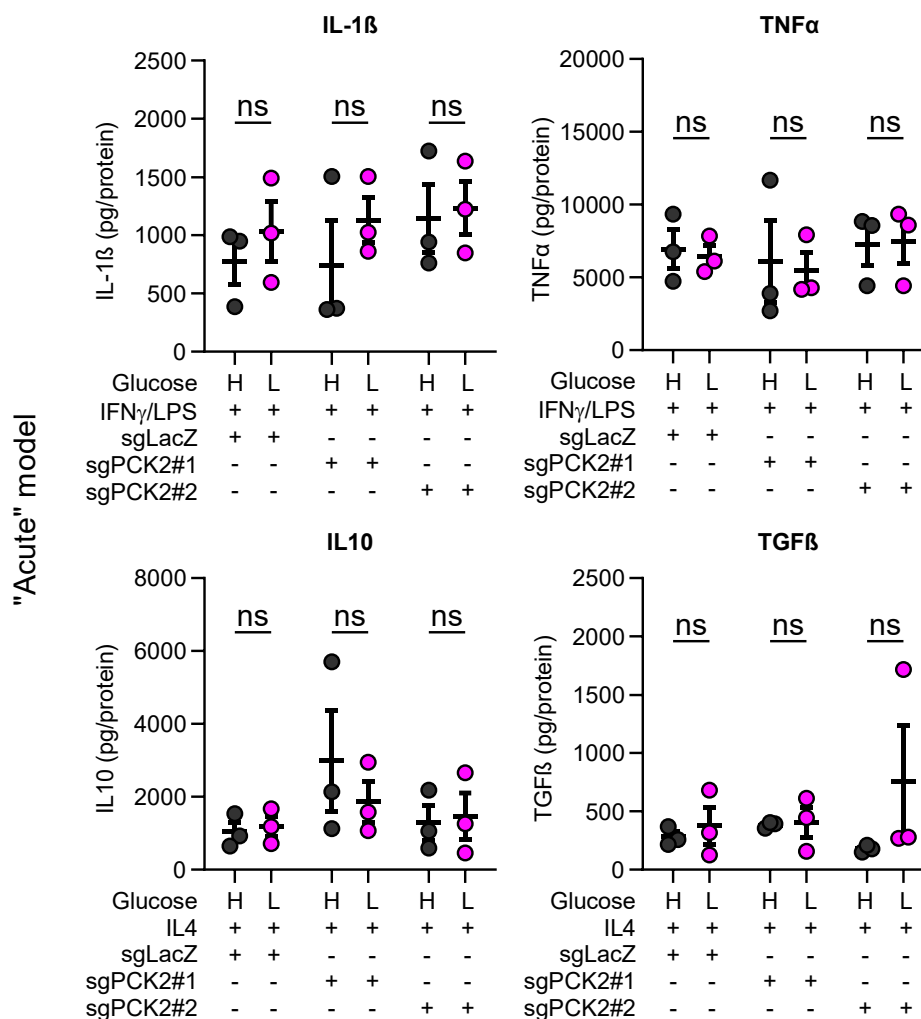 "Acute" model
IL-1ß
IL-1ß (pg/protein)
2500
2000
1500
1000
500
0
ns ns ns
Glucose H L H L H L
IFNγ/LPS + + + + + +
sgLacZ + + - - - -
sgPCK2#1 - - + + - -
sgPCK2#2 - - - - + +
TNFα
TNFα (pg/protein)
20000
15000
10000
5000
0
ns ns ns
Glucose H L H L H L
IFNγ/LPS + + + + + +
sgLacZ + + - - - -
sgPCK2#1 - - + + - -
sgPCK2#2 - - - - + +
IL10
IL10 (pg/protein)
8000
6000
4000
2000
0
ns ns ns
Glucose H L H L H L
IL4 + + + + + +
sgLacZ + + - - - -
sgPCK2#1 - - + + - -
sgPCK2#2 - - - - + +
TGFß
TGFß (pg/protein)
2500
2000
1500
1000
500
0
ns ns ns
Glucose H L H L H L
IL4 + + + + + +
sgLacZ + + - - - -
sgPCK2#1 - - + + - -
sgPCK2#2 - - - - + +